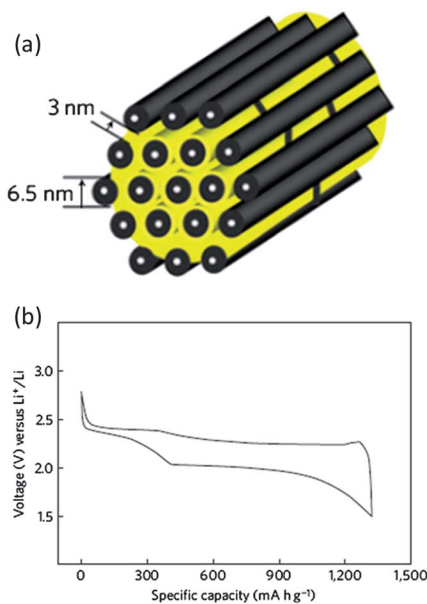 (a)
3 nm
6.5 nm
(b)
Voltage (V) versus Li⁺/Li
3.0
2.5
2.0
1.5
0 300 600 900 1,200 1,500
Specific capacity (mA h g⁻¹)